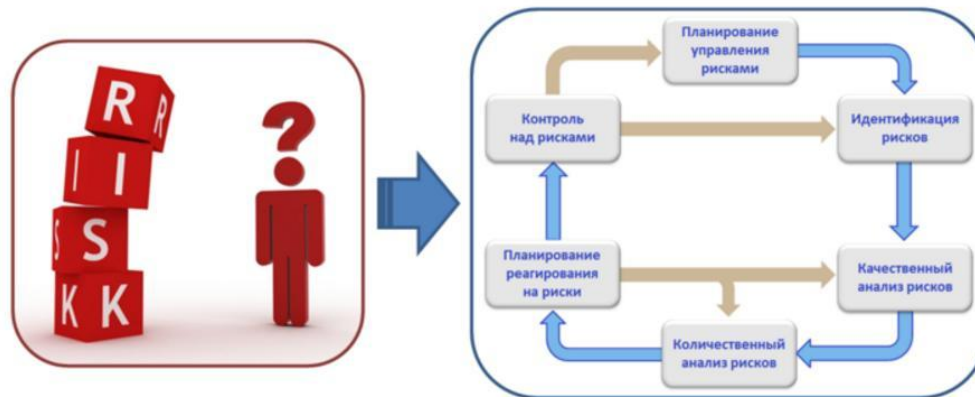 R R
I I
S S
K K
?
Планирование
управления
рисками
Контроль
над рисками
Идентификация
рисков
Планирование
реагирования
на риски
Качественный
анализ рисков
Количественный
анализ рисков